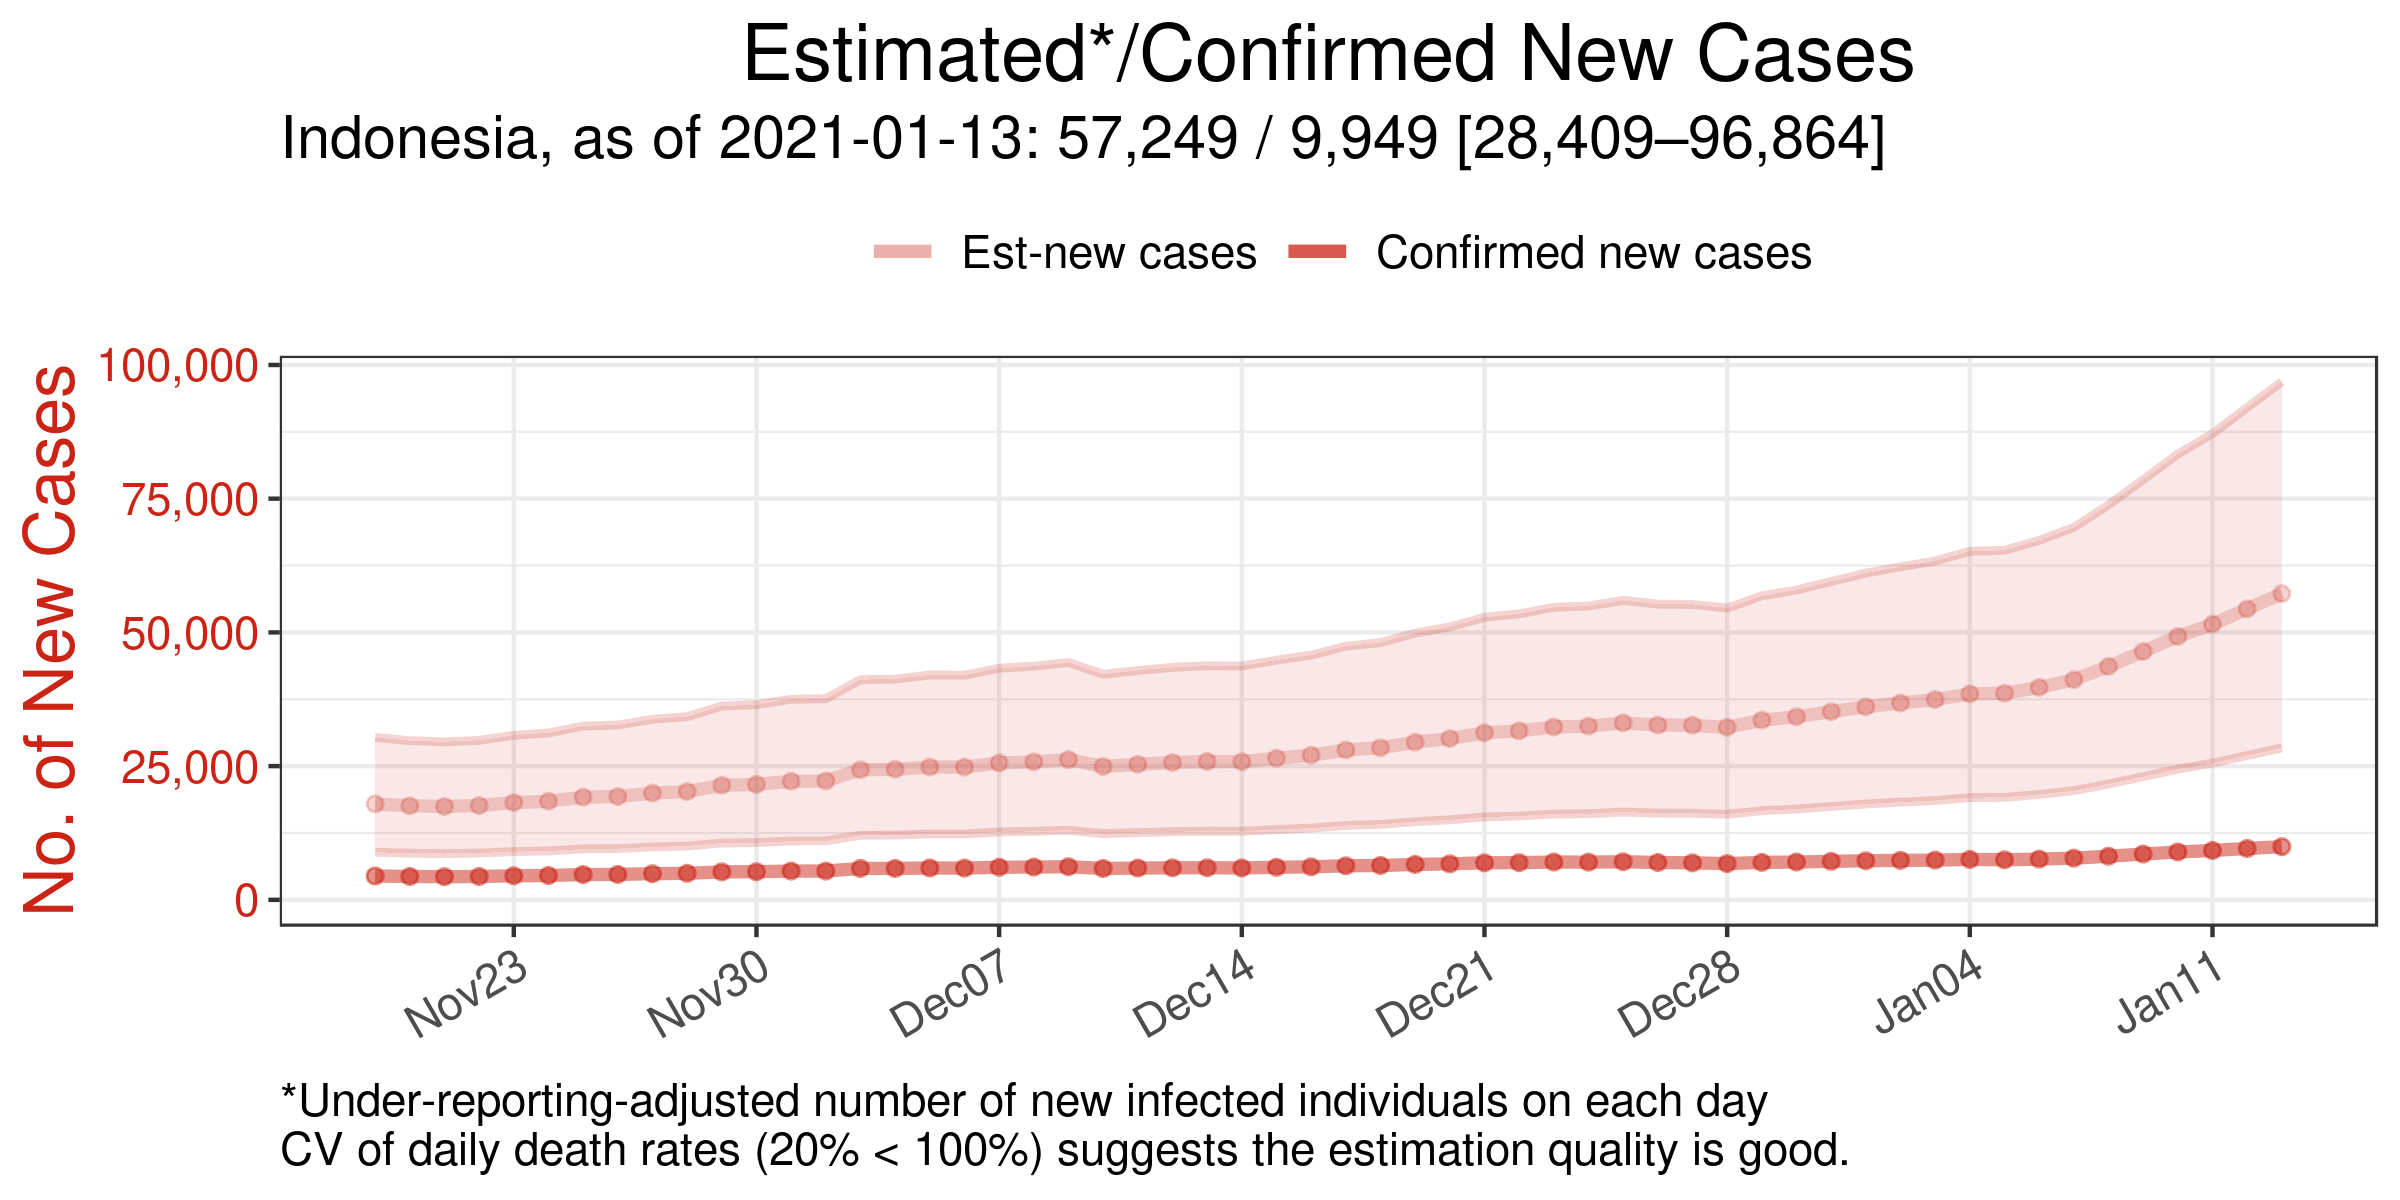 Estimated*/Confirmed New Cases
Indonesia, as of 2021-01-13: 57,249 / 9,949 [28,409–96,864]
Est-new cases
Confirmed new cases
No. of New Cases
100,000
75,000
50,000
25,000
0
Nov23
Nov30
Dec07
Dec14
Dec21
Dec28
Jan04
Jan11
*Under-reporting-adjusted number of new infected individuals on each day
CV of daily death rates (20% < 100%) suggests the estimation quality is good.